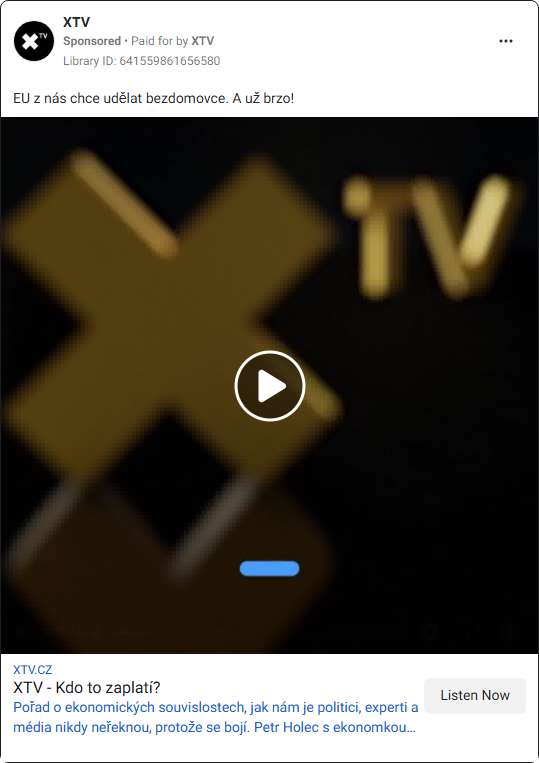 XTV
Sponsored • Paid for by XTV
Library ID: 641559861656580
EU z nás chce udělat bezdomovce. A už brzo!
XTV
XTV.CZ
XTV - Kdo to zaplatí?
Pořad o ekonomických souvislostech, jak nám je politici, experti a
média nikdy neřeknou, protože se bojí. Petr Holec s ekonomkou...
Listen Now